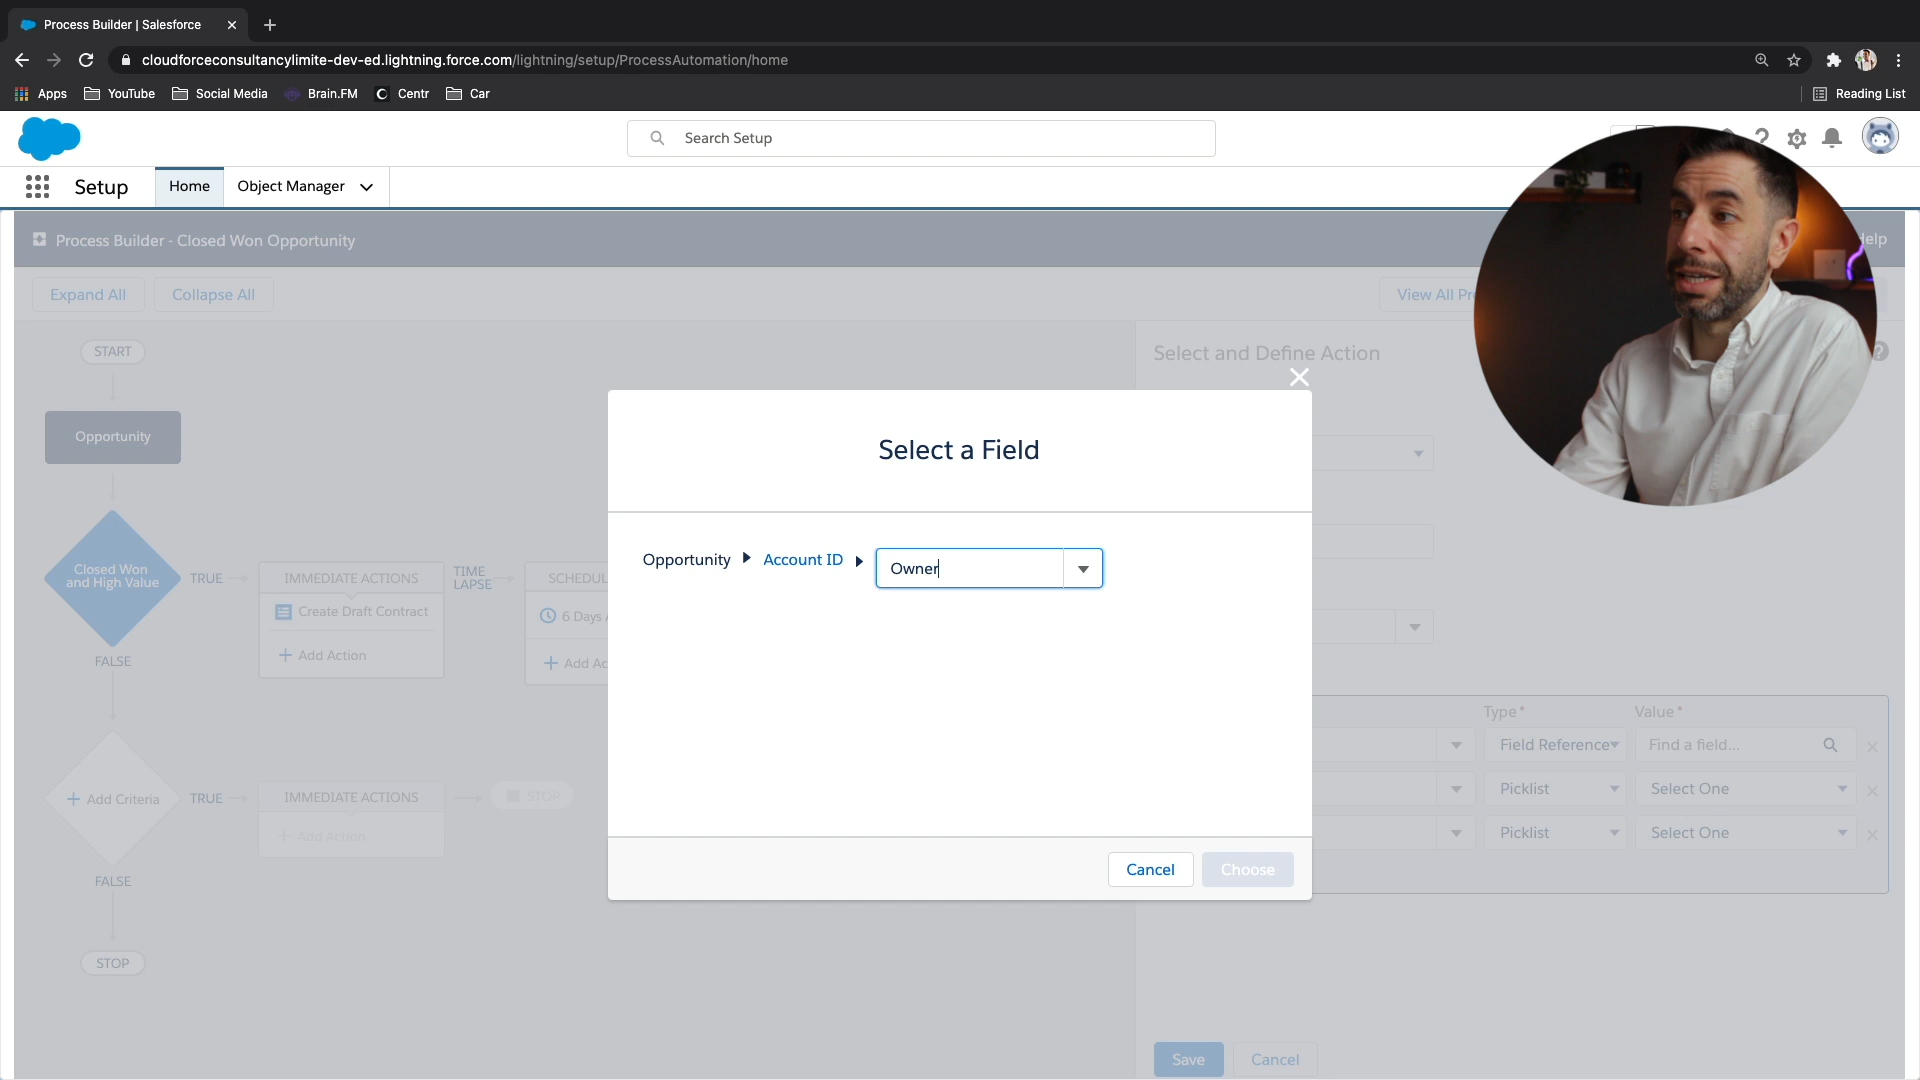 Process Builder | Salesforce
cloudforceconsultancylimite-dev-ed.lightning.force.com/lightning/setup/ProcessAutomation/home
Apps YouTube Social Media Brain.FM Centr Car Reading List
Search Setup
Setup Home Object Manager
Process Builder - Closed Won Opportunity
Expand All Collapse All View All
START
Select and Define Action
Opportunity
Select a Field
Opportunity Account ID Owner
Closed Won
and High Value
TRUE
IMMEDIATE ACTIONS
TIME
LAPSE
Create Draft Contract
6 Days
+ Add Action
+ Add
FALSE
Type* Value*
Field Reference Find a field...
Picklist Select One
Picklist Select One
+ Add Criteria
TRUE
IMMEDIATE ACTIONS
STOP
+ Add Action
Cancel Choose
FALSE
STOP
Save Cancel